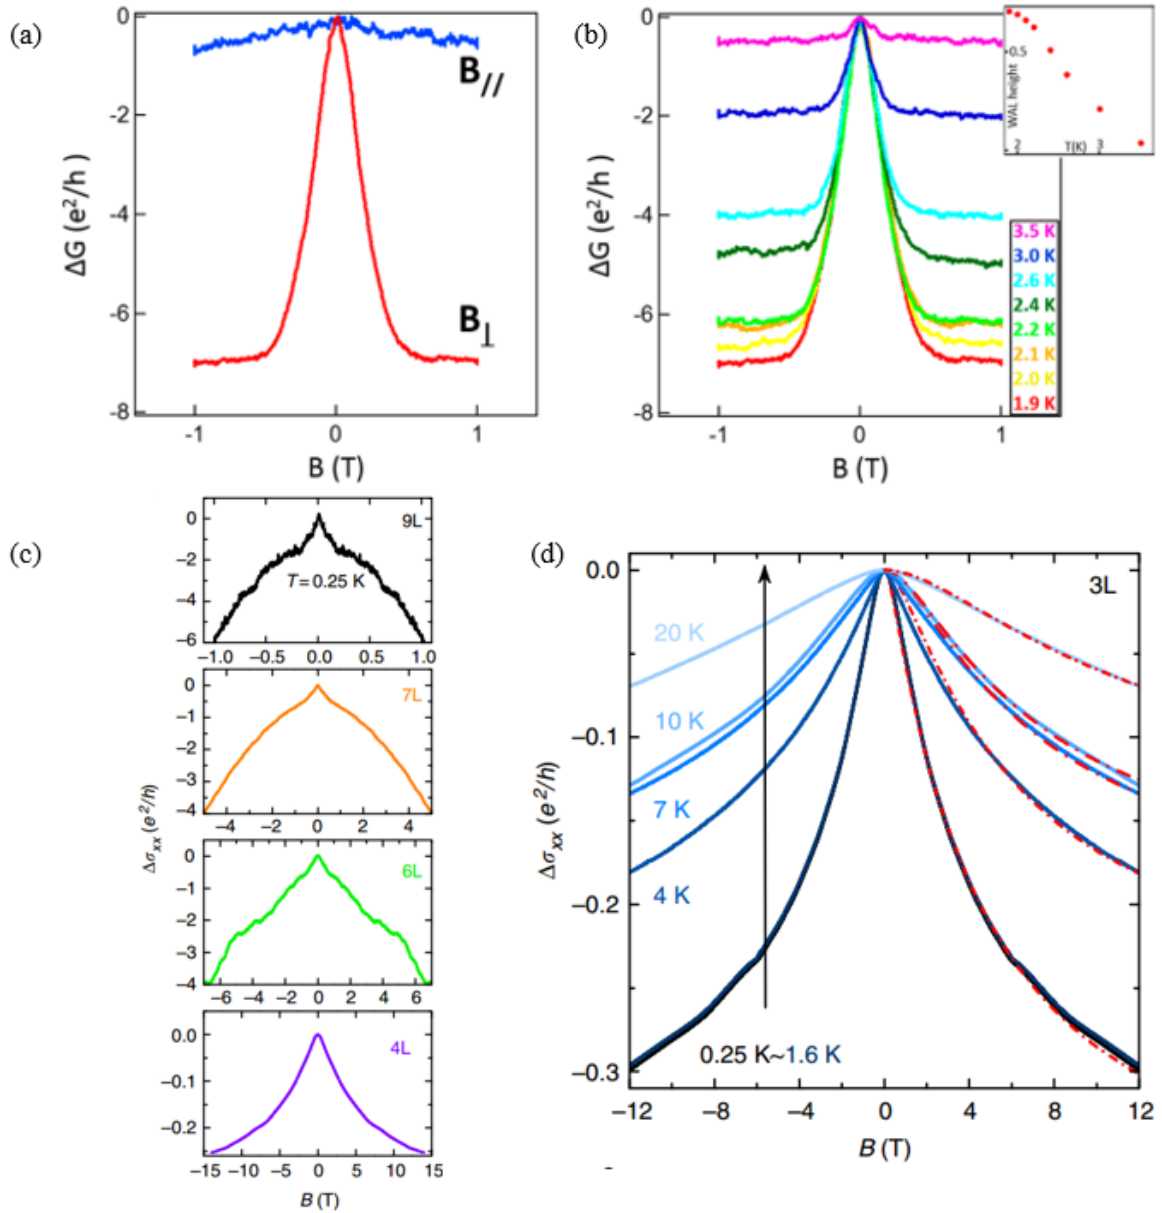 (a)
0
-2
-4
-6
-8
ΔG (e²/h)
B//
B⊥
-1 0 1
B (T)
(b)
0
-2
-4
-6
-8
ΔG (e²/h)
-1 0 1
B (T)
0.5
WAL height
2 T(K) 3
3.5 K
3.0 K
2.6 K
2.4 K
2.2 K
2.1 K
2.0 K
1.9 K
(c)
9L
T = 0.25 K
0
−2
−4
−6
−1.0 −0.5 0.0 0.5 1.0
7L
0
−1
−2
−3
−4
−4 −2 0 2 4
Δσxx (e²/h)
6L
0
−1
−2
−3
−4
−6 −4 −2 0 2 4 6
4L
0.0
−0.1
−0.2
−15 −10 −5 0 5 10 15
B (T)
(d)
3L
0.0
−0.1
−0.2
−0.3
Δσxx (e²/h)
20 K
10 K
7 K
4 K
0.25 K~1.6 K
−12 −8 −4 0 4 8 12
B (T)